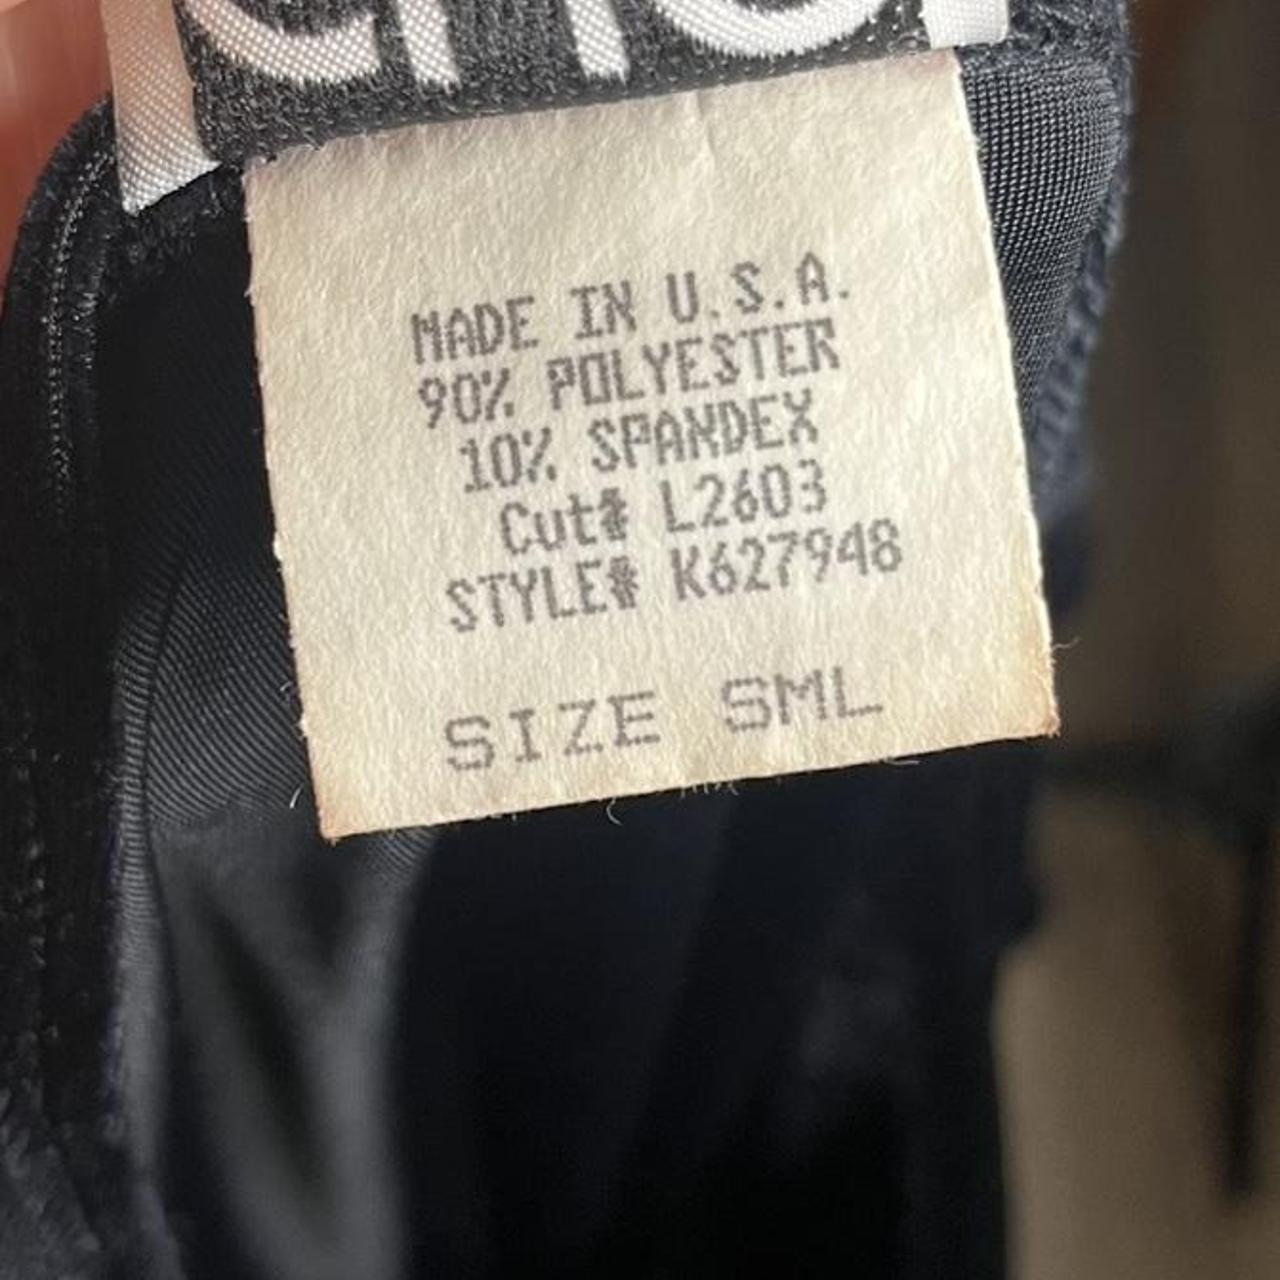 MADE IN U.S.A.
90% POLYESTER
10% SPANDEX
Cut# L2603
STYLE# K627948
SIZE SML